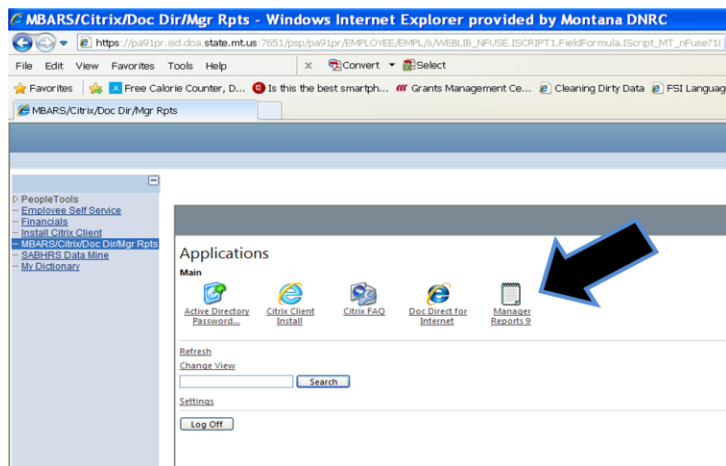 MBARS/Citrix/Doc Dir/Mgr Rpts - Windows Internet Explorer provided by Montana DNRC
https://pa91pr.isd.doa.state.mt.us:7651/psp/pa91pr/EMPLOYEE/EMPL/s/WEBLIB_NFUSE.ISCRIPT1.FieldFormula.IScript_MT_nFuse?
File Edit View Favorites Tools Help x Convert Select
Favorites Free Calorie Counter, D... Is this the best smartph... Grants Management Ce... Cleaning Dirty Data FSI Languag
MBARS/Citrix/Doc Dir/Mgr Rpts
PeopleTools
Employee Self Service
Financials
Install Citrix Client
MBARS/Citrix/Doc Dir/Mgr Rpts
SABHRS Data Mine
My Dictionary
Applications
Main
Active Directory Citrix Client Citrix FAQ Doc Direct for Manager
Password... Install Internet Reports 9
Refresh
Change View
Search
Settings
Log Off